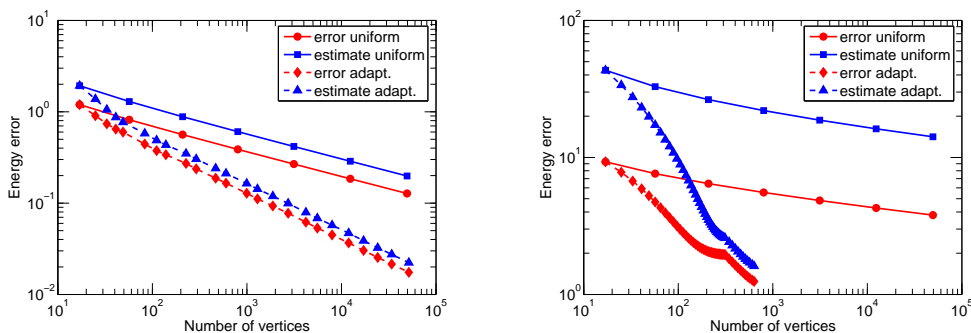 10^1
10^0
10^-1
10^-2
10^1
10^2
10^3
10^4
10^5
Number of vertices
Energy error
error uniform
estimate uniform
error adapt.
estimate adapt.
10^2
10^1
10^0
10^1
10^2
10^3
10^4
10^5
Number of vertices
Energy error
error uniform
estimate uniform
error adapt.
estimate adapt.